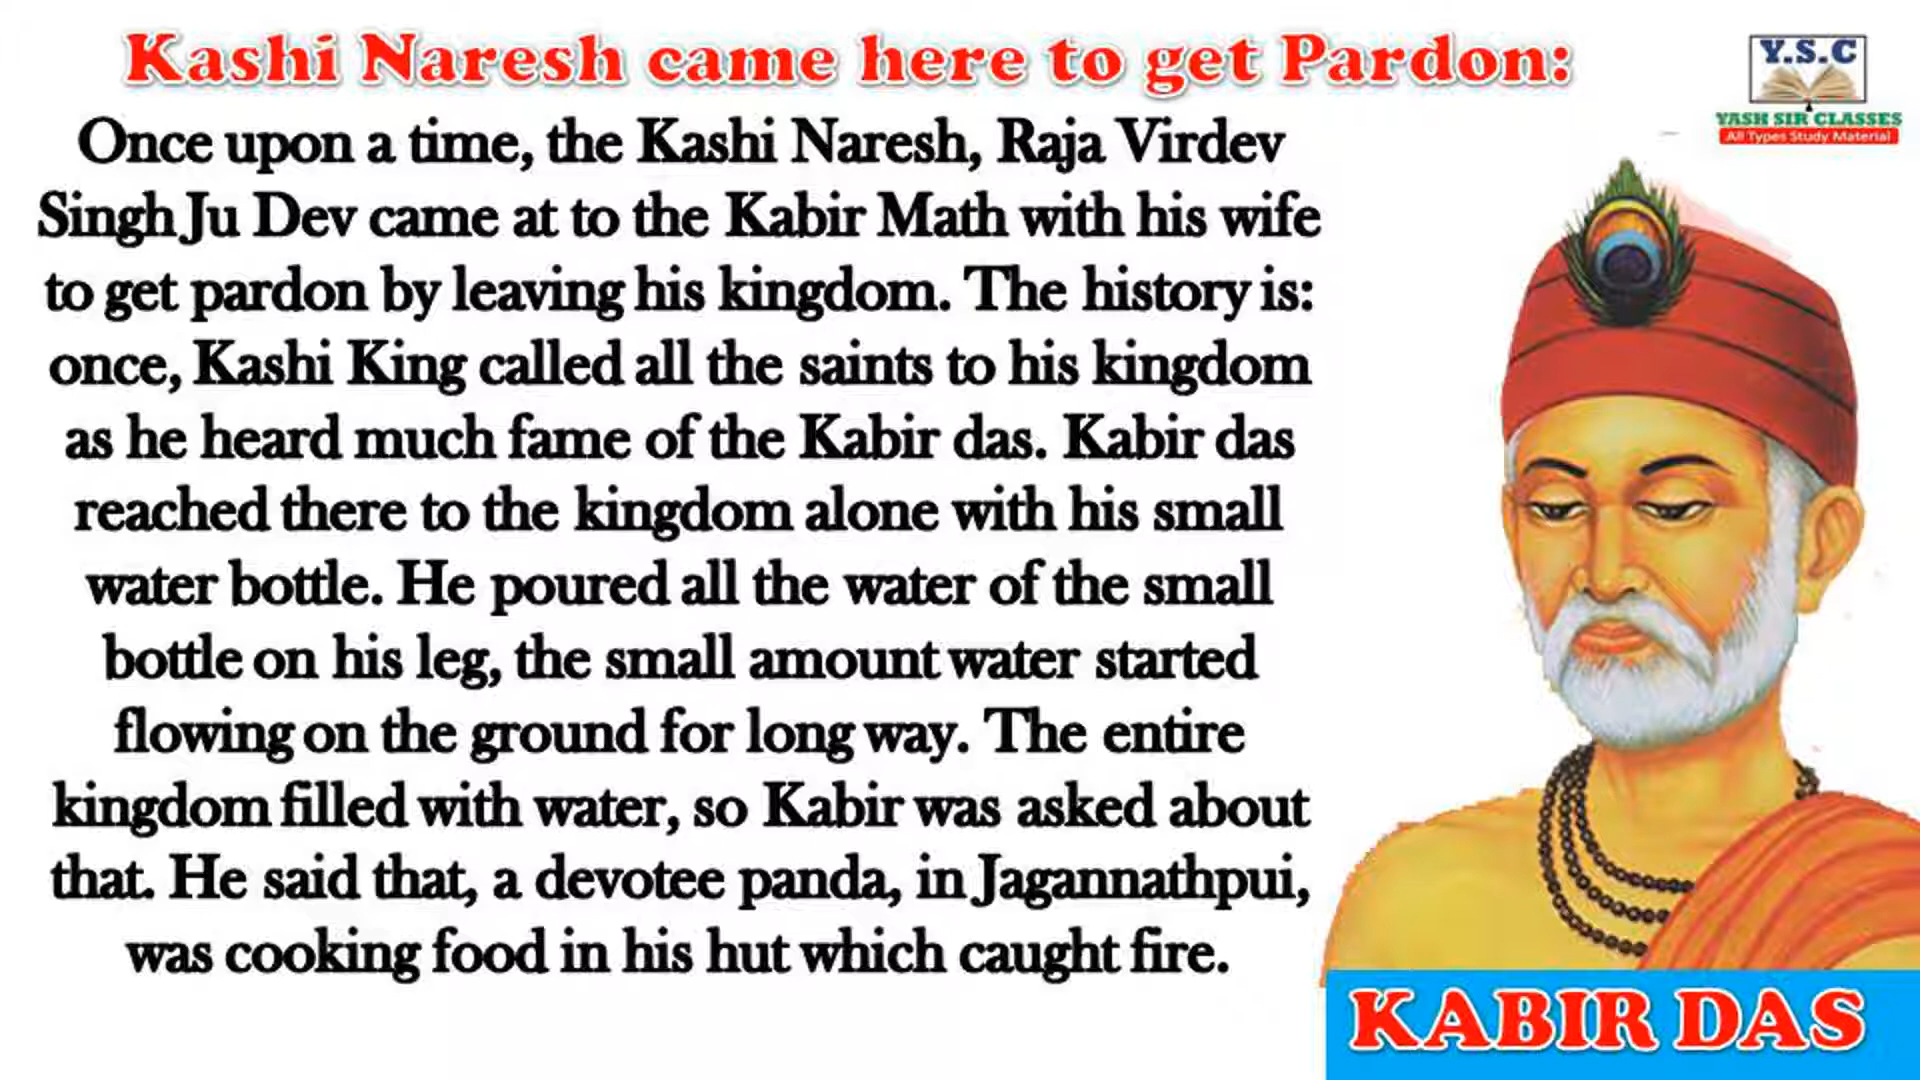 Kashi Naresh came here to get Pardon:
Y.S.C
YASH SIR CLASSES
All Types Study Material
Once upon a time, the Kashi Naresh, Raja Virdev
Singh Ju Dev came at to the Kabir Math with his wife
to get pardon by leaving his kingdom. The history is:
once, Kashi King called all the saints to his kingdom
as he heard much fame of the Kabir das. Kabir das
reached there to the kingdom alone with his small
water bottle. He poured all the water of the small
bottle on his leg, the small amount water started
flowing on the ground for long way. The entire
kingdom filled with water, so Kabir was asked about
that. He said that, a devotee panda, in Jagannathpui,
was cooking food in his hut which caught fire.
KABIR DAS